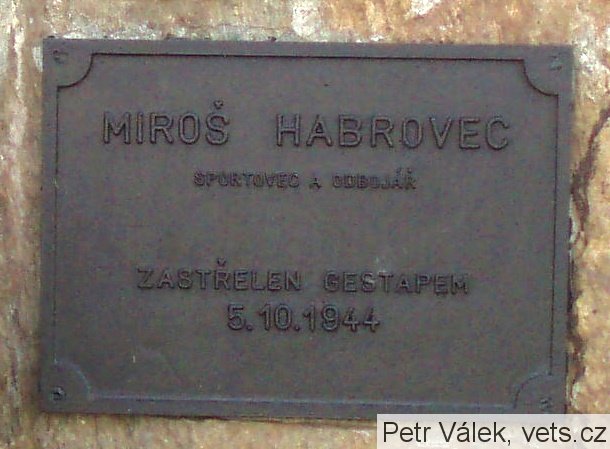 MIROŠ HABROVEC
SPORTOVEC A ODBOJÁŘ
ZASTŘELEN GESTAPEM
5.10.1944
Petr Válek, vets.cz